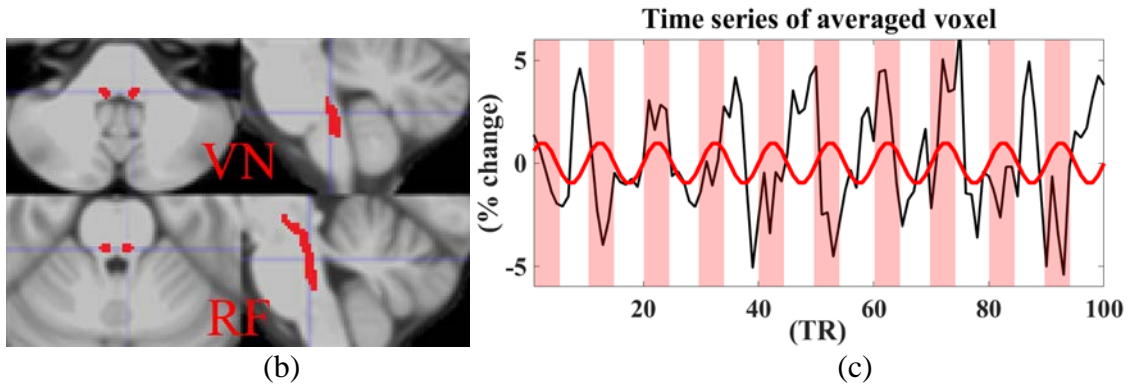 Time series of averaged voxel
VN
RF
(% change)
5
0
-5
20
40
60
80
100
(TR)
(b)
(c)